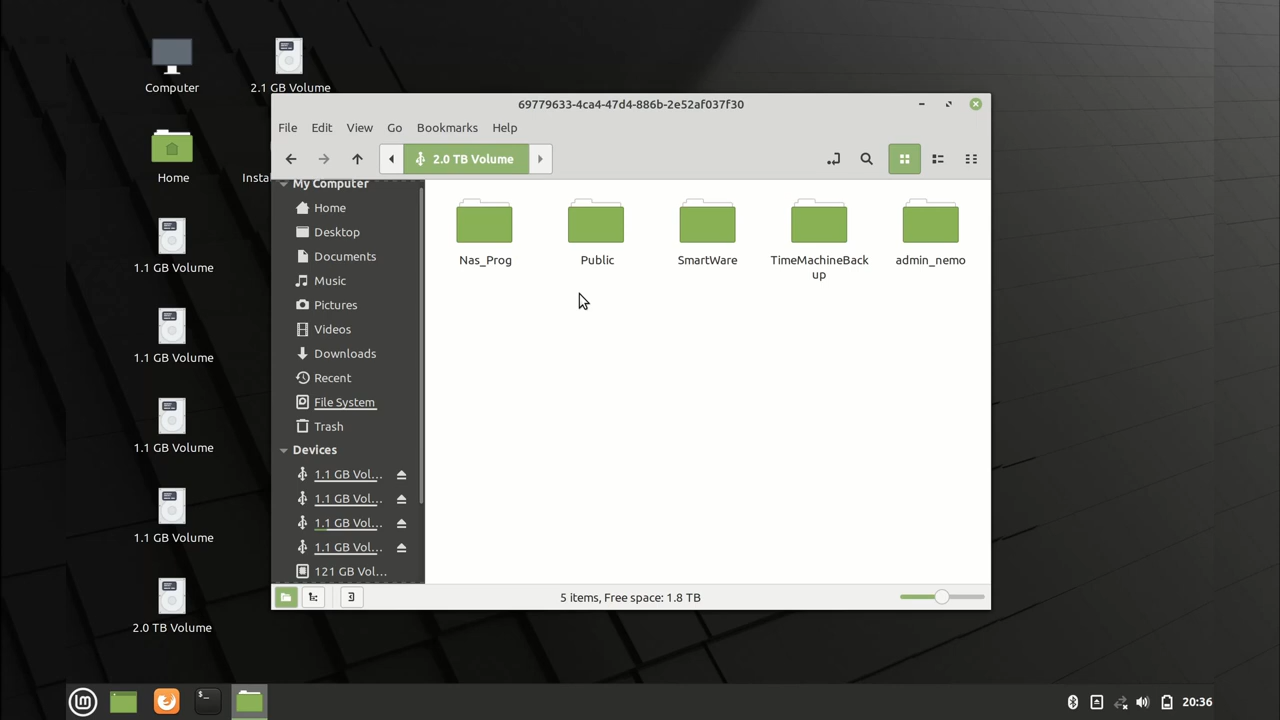 Computer
2.1 GB Volume
Home
Insta
1.1 GB Volume
1.1 GB Volume
1.1 GB Volume
1.1 GB Volume
2.0 TB Volume
69779633-4ca4-47d4-886b-2e52af037f30
File Edit View Go Bookmarks Help
2.0 TB Volume
My Computer
Home
Desktop
Documents
Music
Pictures
Videos
Downloads
Recent
File System
Trash
Devices
1.1 GB Vol...
1.1 GB Vol...
1.1 GB Vol...
1.1 GB Vol...
121 GB Vol...
Nas_Prog
Public
SmartWare
TimeMachineBack
up
admin_nemo
5 items, Free space: 1.8 TB
20:36